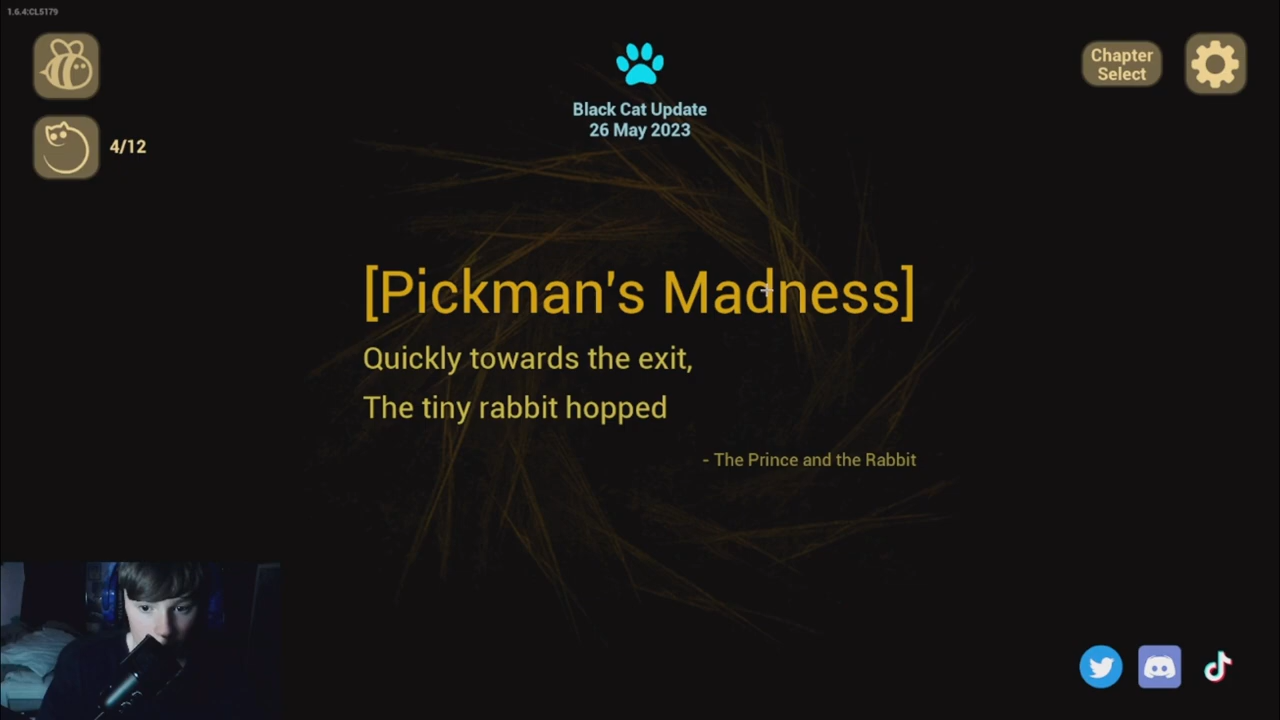 1.6.4:CL5179
Chapter
Select
Black Cat Update
26 May 2023
4/12
[Pickman's Madness]
Quickly towards the exit,
The tiny rabbit hopped
- The Prince and the Rabbit